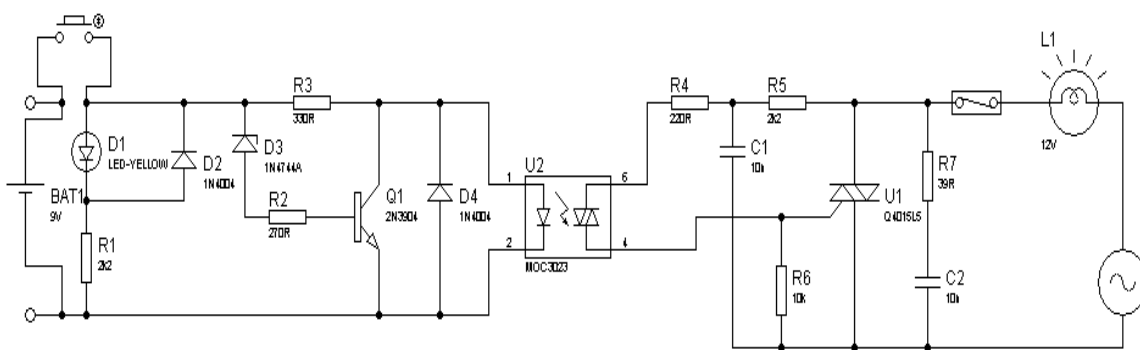 L1
12V
R3
330R
R4
220R
R5
2k2
D1
LED-YELLOW
D2
1N4004
D3
1N4744A
C1
10n
U2
1
6
2
4
MOC3023
R7
39R
BAT1
9V
R2
270R
Q1
2N3904
D4
1N4004
U1
Q4015L5
R1
2k2
R6
10k
C2
10n